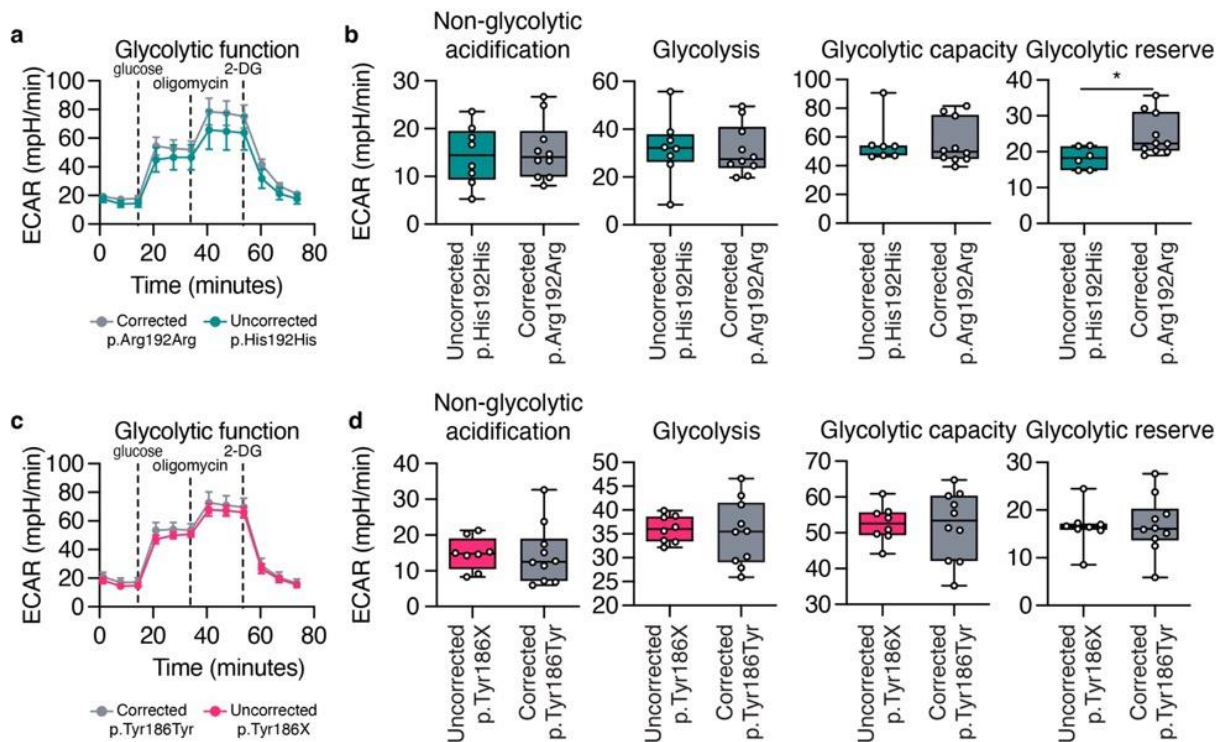 a
Glycolytic function
glucose
2-DG
oligomycin
ECAR (mpH/min)
100
80
60
40
20
0
0 20 40 60 80
Time (minutes)
Corrected
p.Arg192Arg
Uncorrected
p.His192His
b
Non-glycolytic
acidification
ECAR (mpH/min)
30
20
10
0
Uncorrected
p.His192His
Corrected
p.Arg192Arg
Glycolysis
60
40
20
0
Uncorrected
p.His192His
Corrected
p.Arg192Arg
Glycolytic capacity
100
80
60
40
20
0
Uncorrected
p.His192His
Corrected
p.Arg192Arg
Glycolytic reserve
40
30
20
10
0
*
Uncorrected
p.His192His
Corrected
p.Arg192Arg
c
Glycolytic function
glucose
2-DG
oligomycin
ECAR (mpH/min)
100
80
60
40
20
0
0 20 40 60 80
Time (minutes)
Corrected
p.Tyr186Tyr
Uncorrected
p.Tyr186X
d
Non-glycolytic
acidification
ECAR (mpH/min)
40
30
20
10
0
Uncorrected
p.Tyr186X
Corrected
p.Tyr186Tyr
Glycolysis
50
45
40
35
30
25
20
Uncorrected
p.Tyr186X
Corrected
p.Tyr186Tyr
Glycolytic capacity
70
60
50
40
30
Uncorrected
p.Tyr186X
Corrected
p.Tyr186Tyr
Glycolytic reserve
30
20
10
0
Uncorrected
p.Tyr186X
Corrected
p.Tyr186Tyr